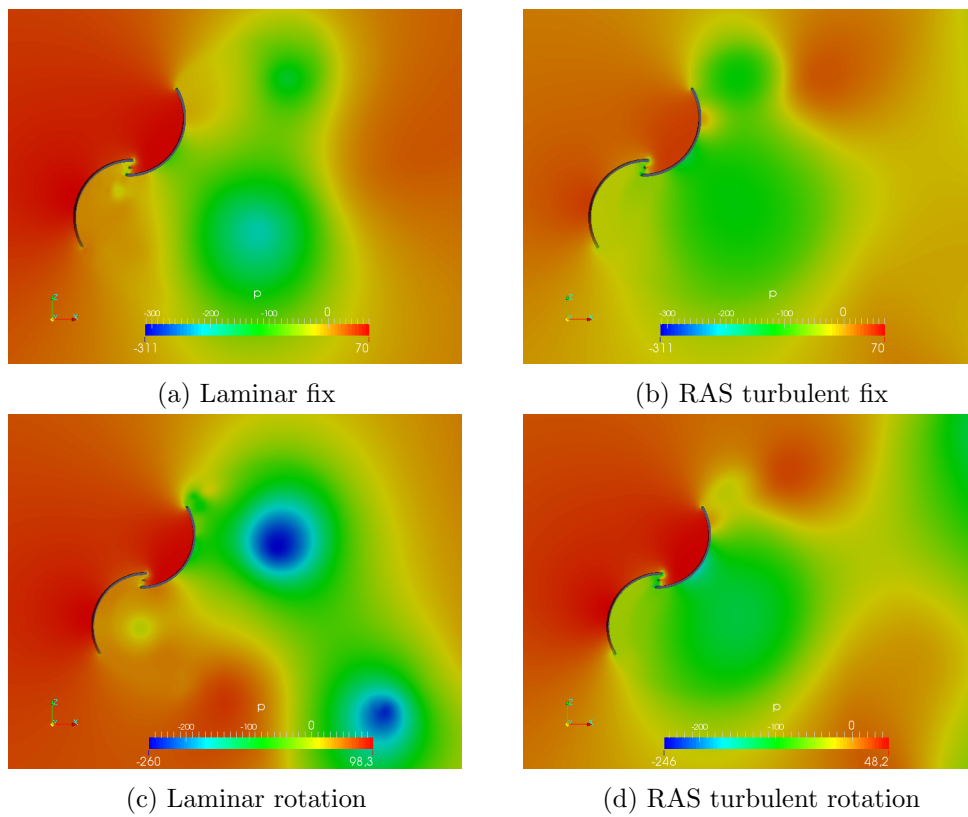 p
-300 -200 -100 0
-311 70
p
-300 -200 -100 0
-311 70
(a) Laminar fix
(b) RAS turbulent fix
p
-200 -100 0
-260 98,3
p
-200 -100 0
-246 48,2
(c) Laminar rotation
(d) RAS turbulent rotation